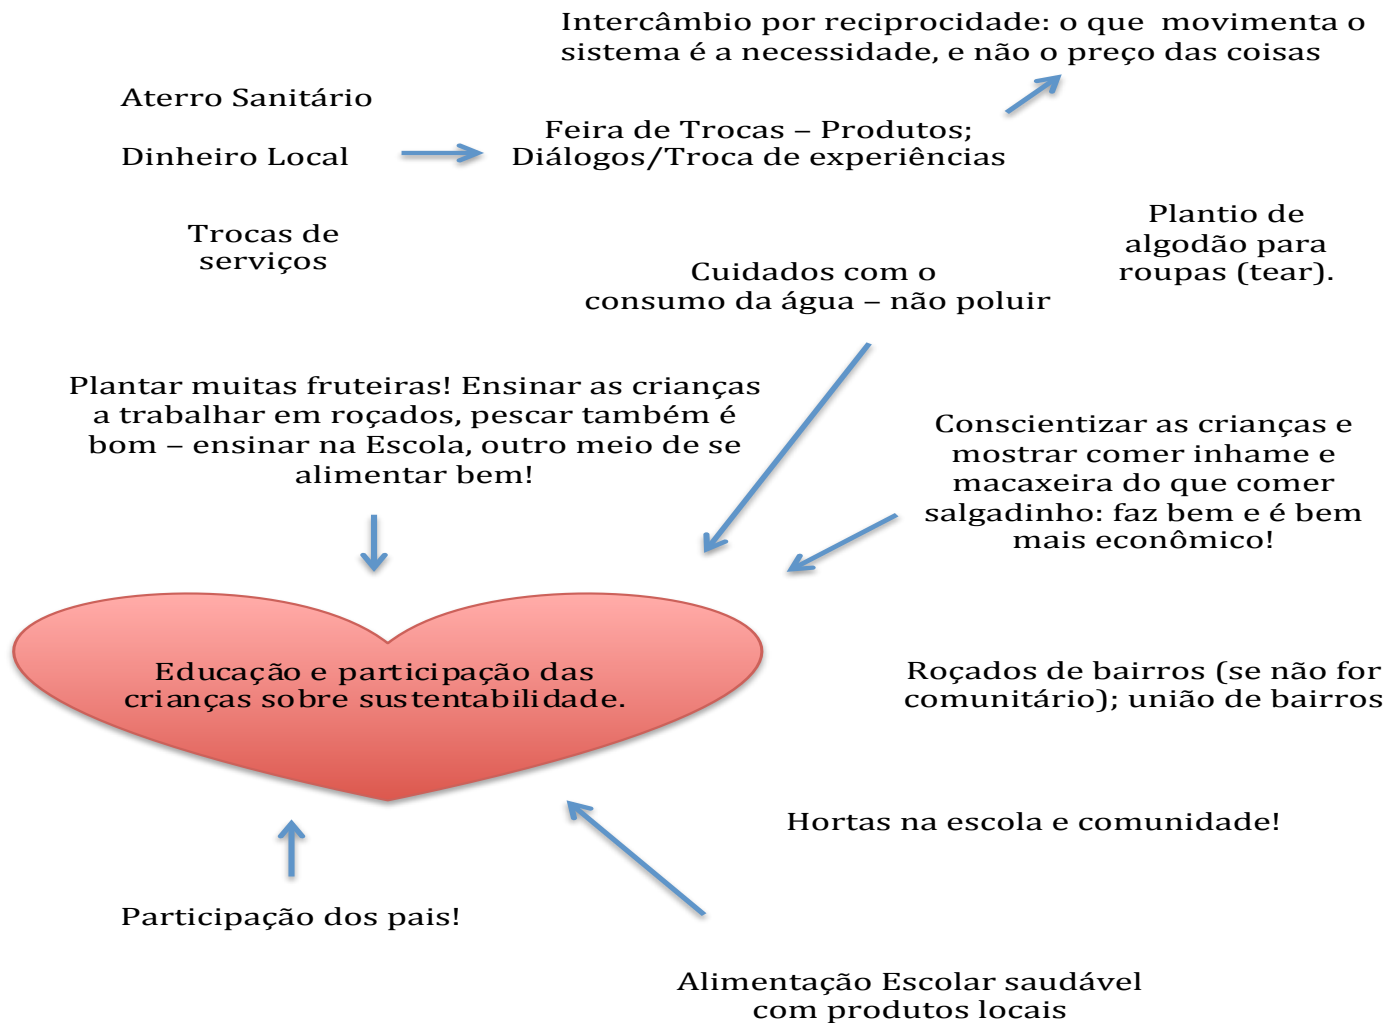 Intercâmbio por reciprocidade: o que  movimenta o
sistema é a necessidade, e não o preço das coisas
Aterro Sanitário
Dinheiro Local
Feira de Trocas – Produtos;
Diálogos/Troca de experiências
Trocas de
serviços
Plantio de
algodão para
roupas (tear).
Cuidados com o
consumo da água – não poluir
Plantar muitas fruteiras! Ensinar as crianças
a trabalhar em roçados, pescar também é
bom – ensinar na Escola, outro meio de se
alimentar bem!
Conscientizar as crianças e
mostrar comer inhame e
macaxeira do que comer
salgadinho: faz bem e é bem
mais econômico!
Educação e participação das
crianças sobre sustentabilidade.
Roçados de bairros (se não for
comunitário); união de bairros
Hortas na escola e comunidade!
Participação dos pais!
Alimentação Escolar saudável
com produtos locais